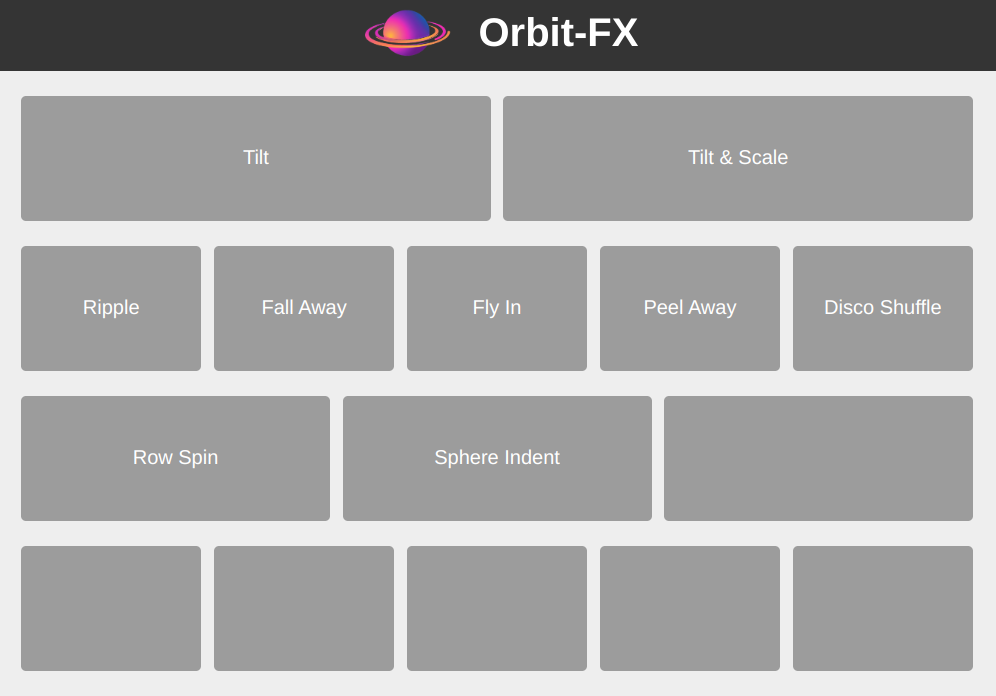 Orbit-FX
Tilt
Tilt & Scale
Ripple
Fall Away
Fly In
Peel Away
Disco Shuffle
Row Spin
Sphere Indent